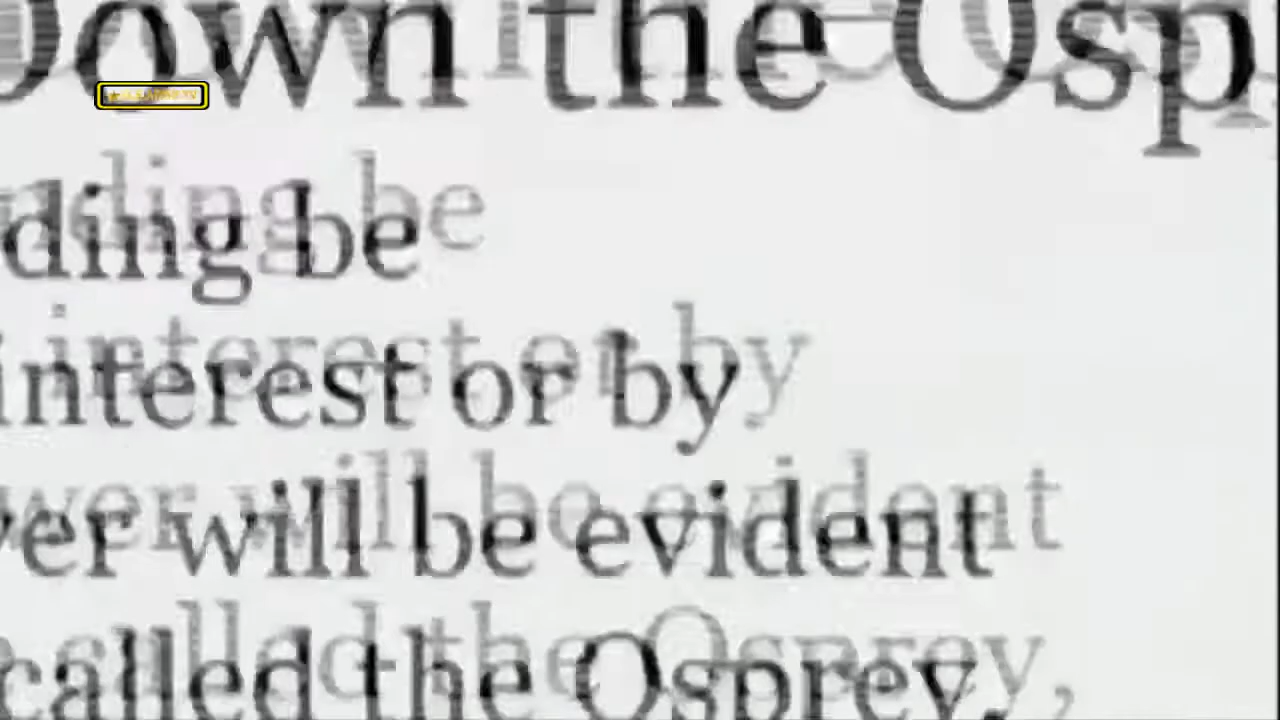 Down the Osp
ding be
interest or by
er will be evident
called the Osprey,